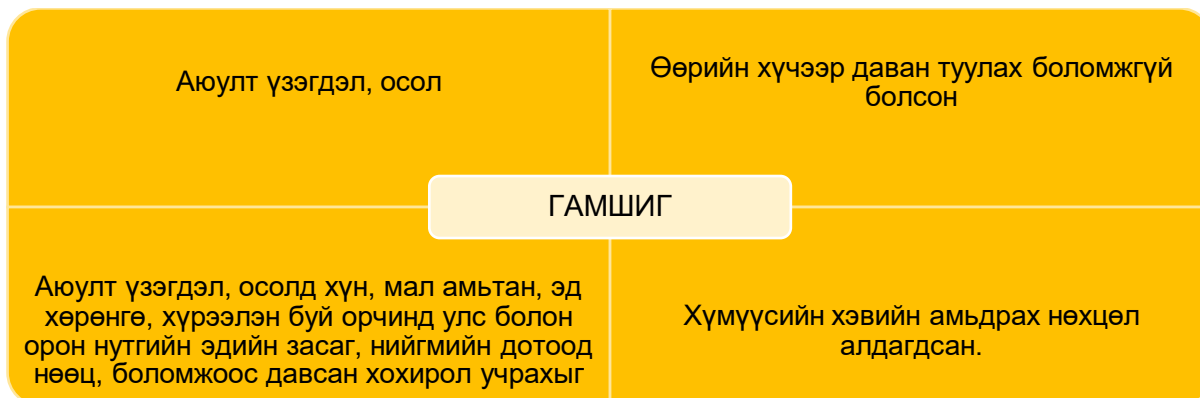 Аюулт үзэгдэл, осол
Өөрийн хүчээр даван туулах боломжгүй
болсон
ГАМШИГ
Аюулт үзэгдэл, осолд хүн, мал амьтан, эд
хөрөнгө, хүрээлэн буй орчинд улс болон
орон нутгийн эдийн засаг, нийгмийн дотоод
нөөц, боломжоос давсан хохирол учрахыг
Хүмүүсийн хэвийн амьдрах нөхцөл
алдагдсан.